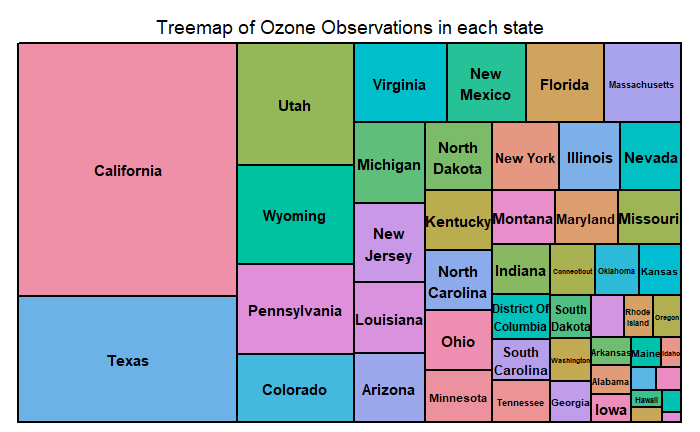 Treemap of Ozone Observations in each state
California
Texas
Utah
Wyoming
Pennsylvania
Colorado
Virginia
New
Mexico
Florida
Massachusetts
Michigan
New
Jersey
Louisiana
Arizona
North
Dakota
Kentucky
North
Carolina
Ohio
Minnesota
New York
Illinois
Nevada
Montana
Maryland
Missouri
Indiana
Connecticut
Oklahoma
Kansas
District Of
Columbia
South
Carolina
Tennessee
South
Dakota
Washington
Georgia
Rhode
Island
Oregon
Arkansas
Maine
Idaho
Alabama
Iowa
Hawaii